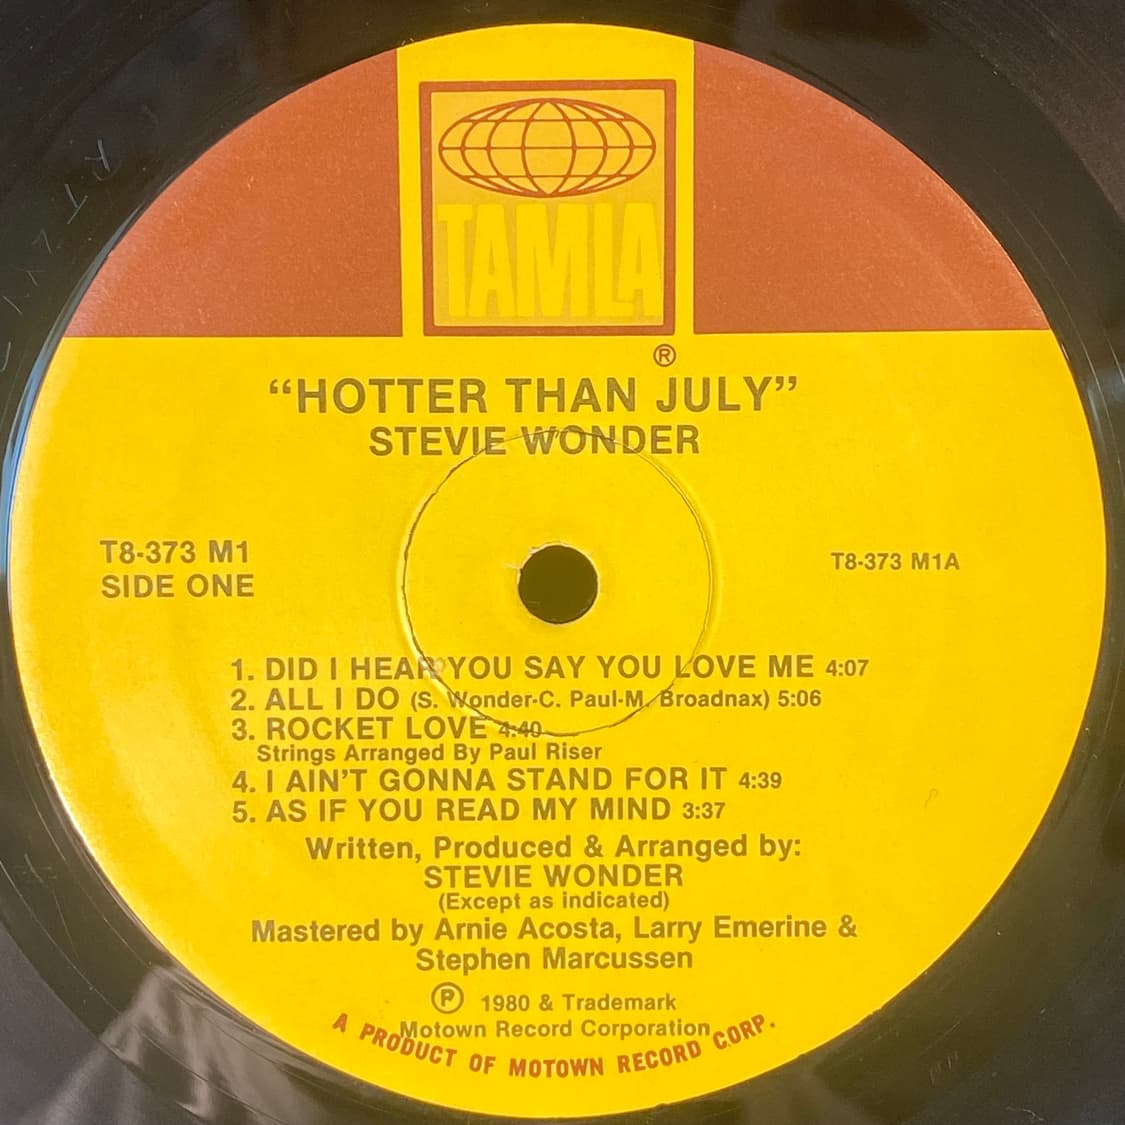 TAMLA
®
"HOTTER THAN JULY"
STEVIE WONDER
T8-373 M1
SIDE ONE
T8-373 M1A
1. DID I HEAR YOU SAY YOU LOVE ME 4:07
2. ALL I DO (S. Wonder-C. Paul-M. Broadnax) 5:06
3. ROCKET LOVE 4:40
Strings Arranged By Paul Riser
4. I AIN'T GONNA STAND FOR IT 4:39
5. AS IF YOU READ MY MIND 3:37
Written, Produced & Arranged by:
STEVIE WONDER
(Except as indicated)
Mastered by Arnie Acosta, Larry Emerine &
Stephen Marcussen
℗ 1980 & Trademark
Motown Record Corporation
A PRODUCT OF MOTOWN RECORD CORP.